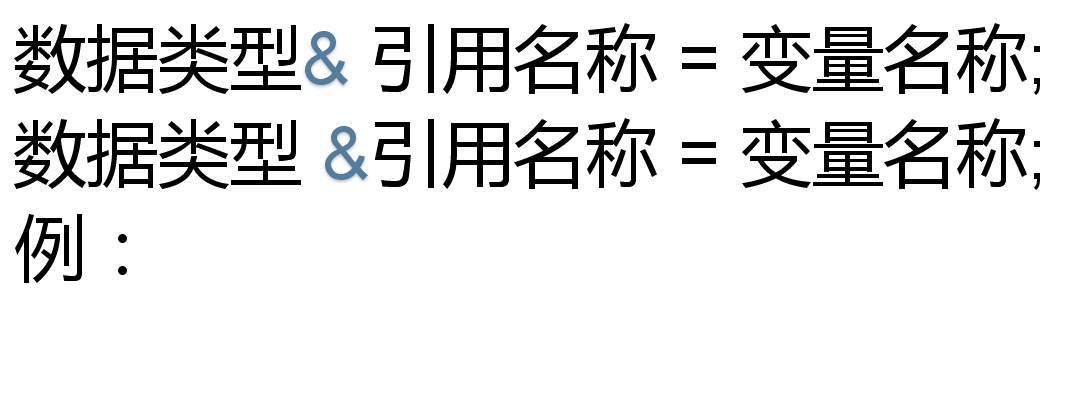 数据类型& 引用名称 = 变量名称;
数据类型 &引用名称 = 变量名称;
例：